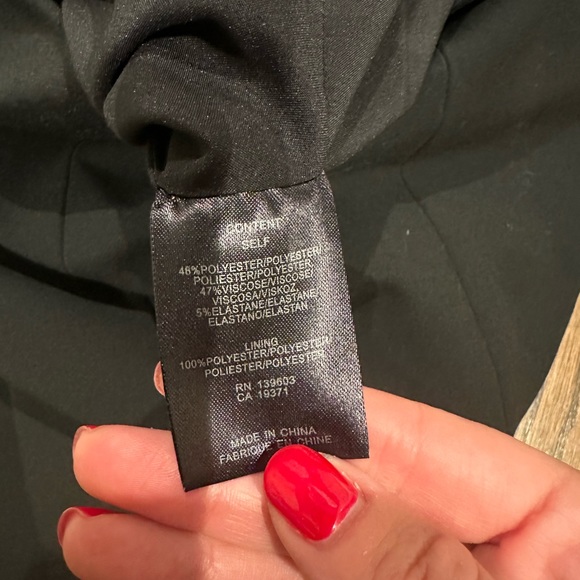 CONTENT
SELF
48%POLYESTER/POLYESTER/
POLIESTER/POLYESTER
47%VISCOSE/VISCOSE/
VISCOSA/VISKOZ
5%ELASTANE/ELASTANE/
ELASTANO/ELASTAN
LINING
100%POLYESTER/POLYESTER/
POLIESTER/POLYESTER
RN 139603
CA 19371
MADE IN CHINA
FABRIQUE EN CHINE